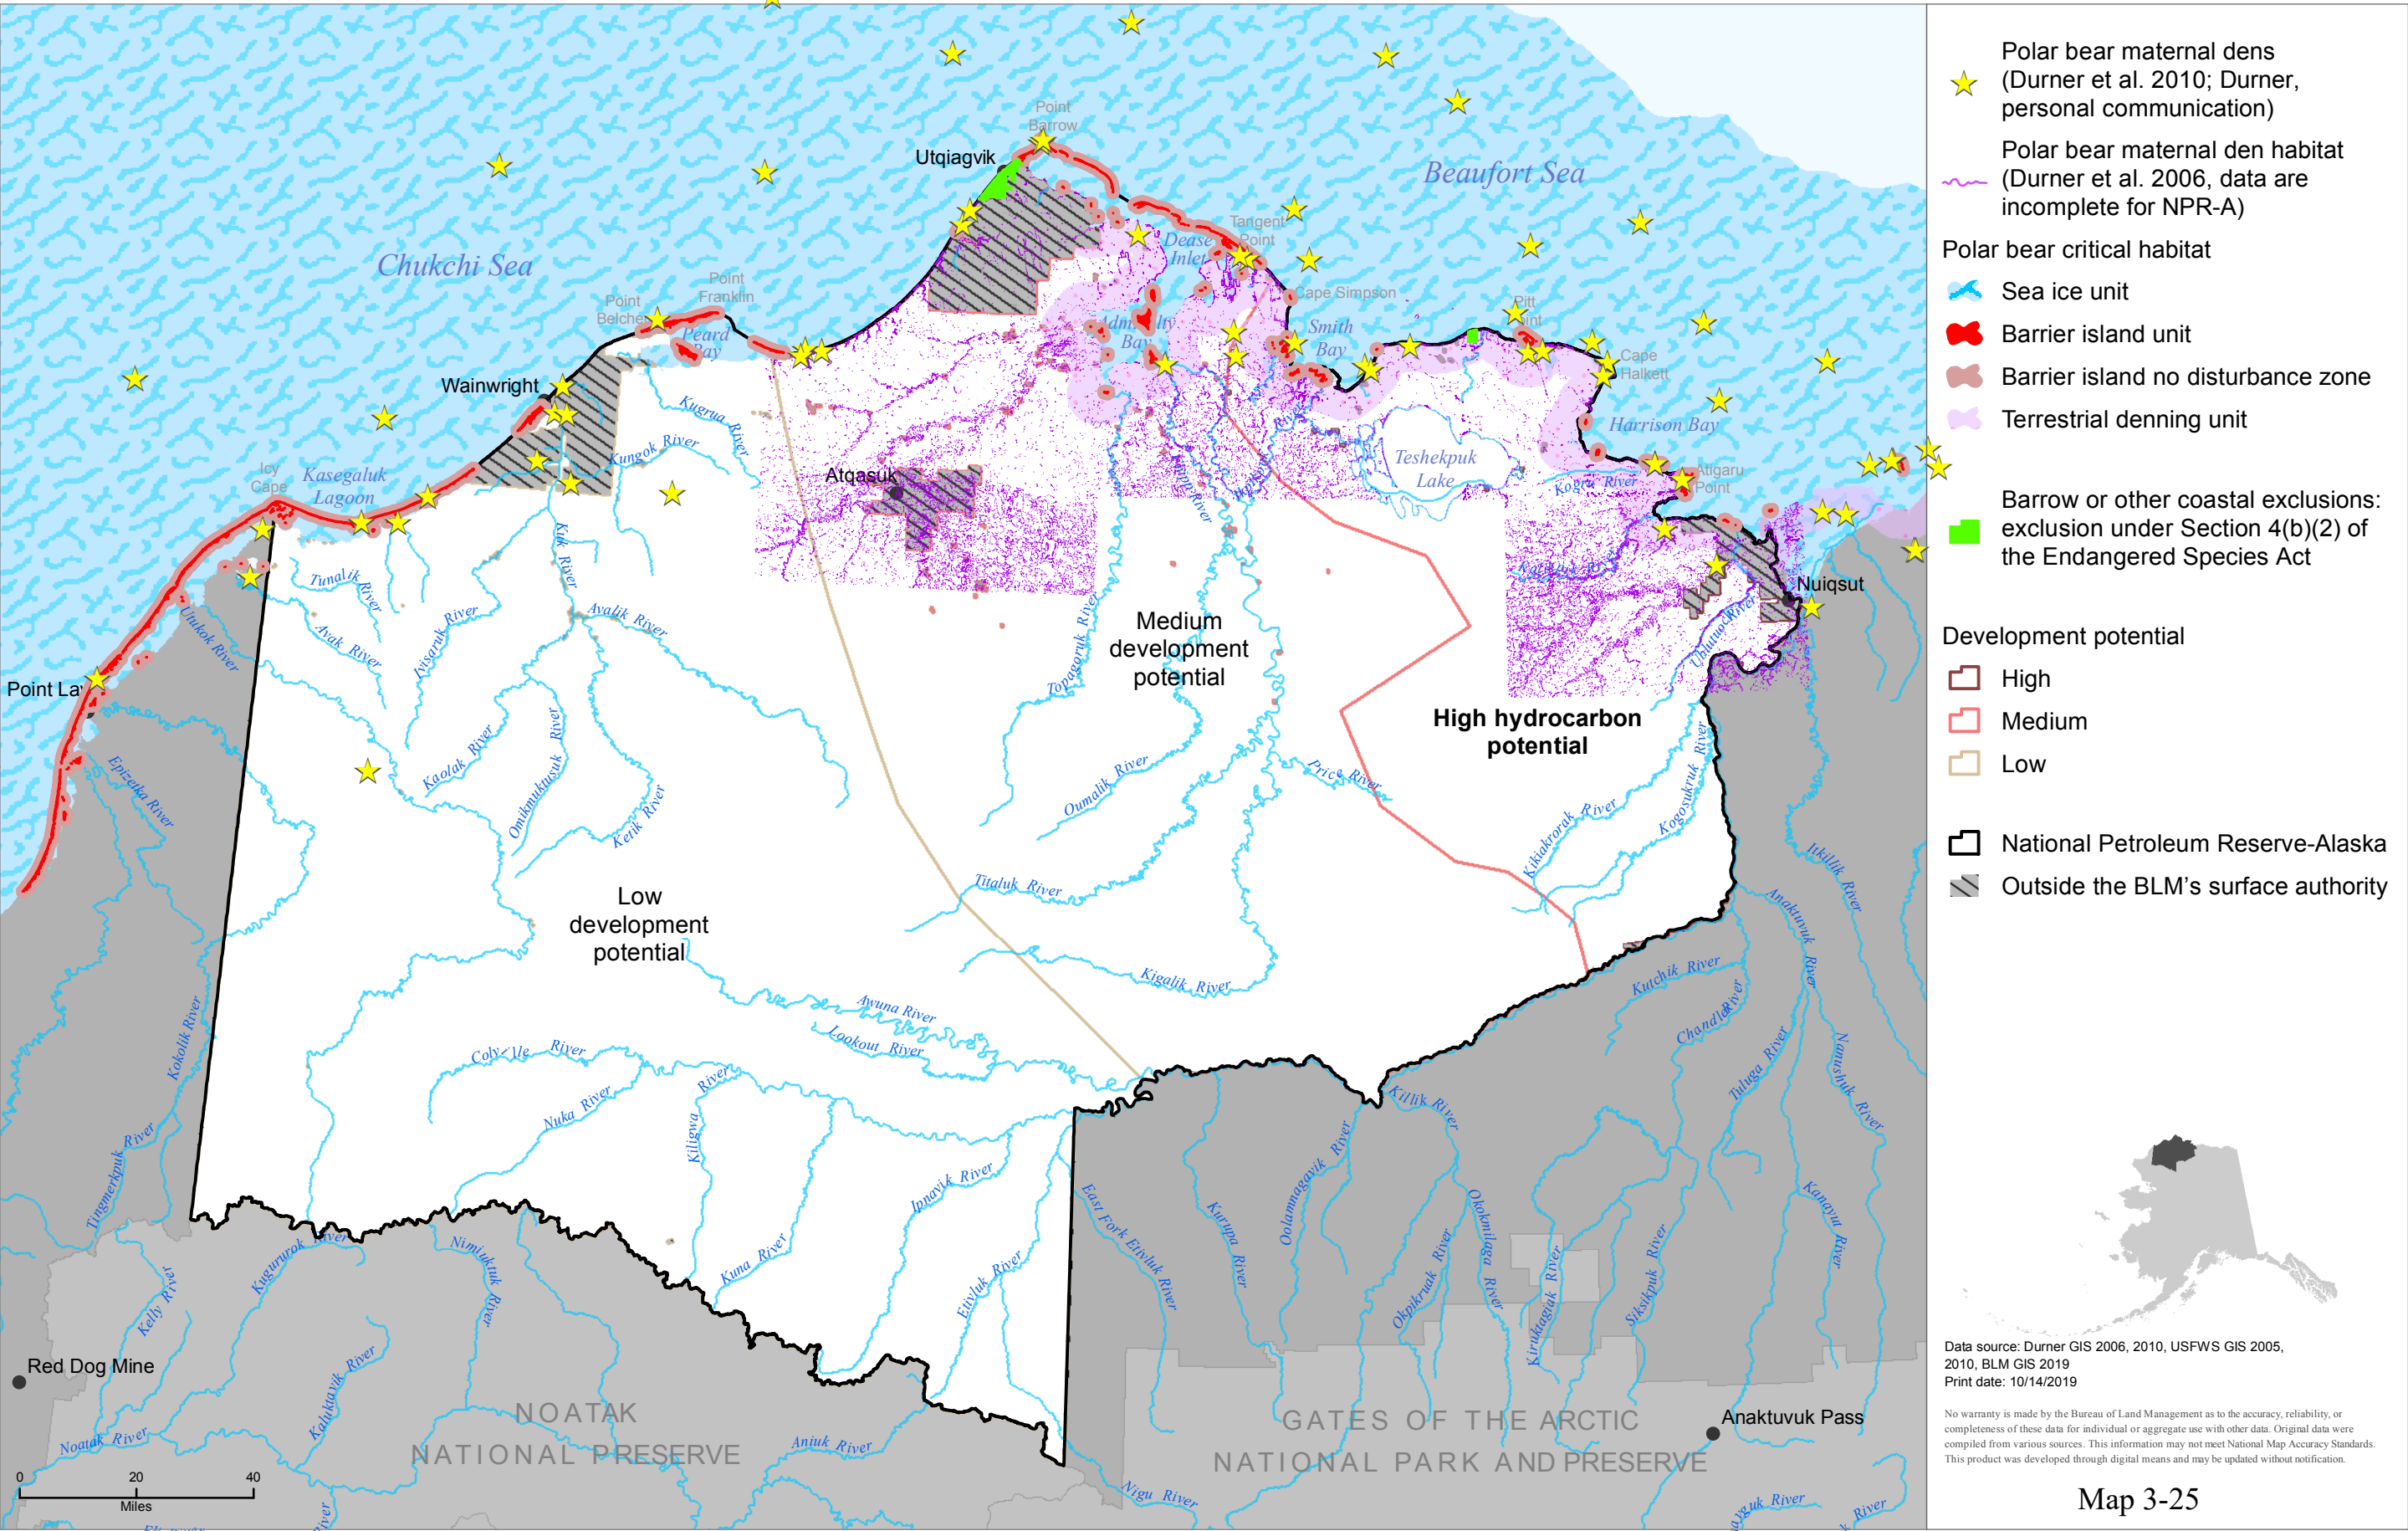 Point
Barrow
Utqiagvik
Beaufort Sea
Chukchi Sea
Dease
Inlet
Tangent
Point
Point
Franklin
Point
Belcher
Peard
Bay
Cape Simpson
Pitt
Admiralty
Bay
Smith
Bay
Cape
Halkett
Wainwright
Kugrua River
Kungok River
Harrison Bay
Icy
Cape
Kasegaluk
Lagoon
Atqasuk
Teshekpuk
Lake
Kogru River
Atigaru
Point
Kuk River
Nuiqsut
Tunalik River
Utukok River
Avak River
Ivisaruk River
Avalik River
Topagoruk River
Medium
development
potential
Ublutuoch River
Point Lay
High hydrocarbon
potential
Epizetka River
Kaolak River
Omikmuktusuk River
Ketik River
Oumalik River
Price River
Kikiakrorak River
Kogosukruk River
Itkillik River
Low
development
potential
Titaluk River
Anaktuvuk River
Kigalik River
Kutchik River
Awuna River
Lookout River
Chandler River
Kokolik River
Colville River
Nuka River
Kiligwa River
Killik River
Tuluga River
Nanushuk River
Tingmerkpuk River
Ipnavik River
East Fork Etivluk River
Kurupa River
Oolamnagavik River
Okokmilaga River
Kanayut River
Kugururok River
Nimiuktuk River
Kuna River
Etivluk River
Okpikruak River
Kiruktagiak River
Siksikpuk River
Kelly River
Kaluktavik River
Red Dog Mine
NOATAK
NATIONAL PRESERVE
Noatak River
Aniuk River
Nigu River
GATES OF THE ARCTIC
NATIONAL PARK AND PRESERVE
Anaktuvuk Pass
0 20 40
Miles
River
River
Polar bear maternal dens
(Durner et al. 2010; Durner,
personal communication)
Polar bear maternal den habitat
(Durner et al. 2006, data are
incomplete for NPR-A)
Polar bear critical habitat
Sea ice unit
Barrier island unit
Barrier island no disturbance zone
Terrestrial denning unit
Barrow or other coastal exclusions:
exclusion under Section 4(b)(2) of
the Endangered Species Act
Development potential
High
Medium
Low
National Petroleum Reserve-Alaska
Outside the BLM's surface authority
Data source: Durner GIS 2006, 2010, USFWS GIS 2005,
2010, BLM GIS 2019
Print date: 10/14/2019
No warranty is made by the Bureau of Land Management as to the accuracy, reliability, or
completeness of these data for individual or aggregate use with other data. Original data were
compiled from various sources. This information may not meet National Map Accuracy Standards.
This product was developed through digital means and may be updated without notification.
Map 3-25